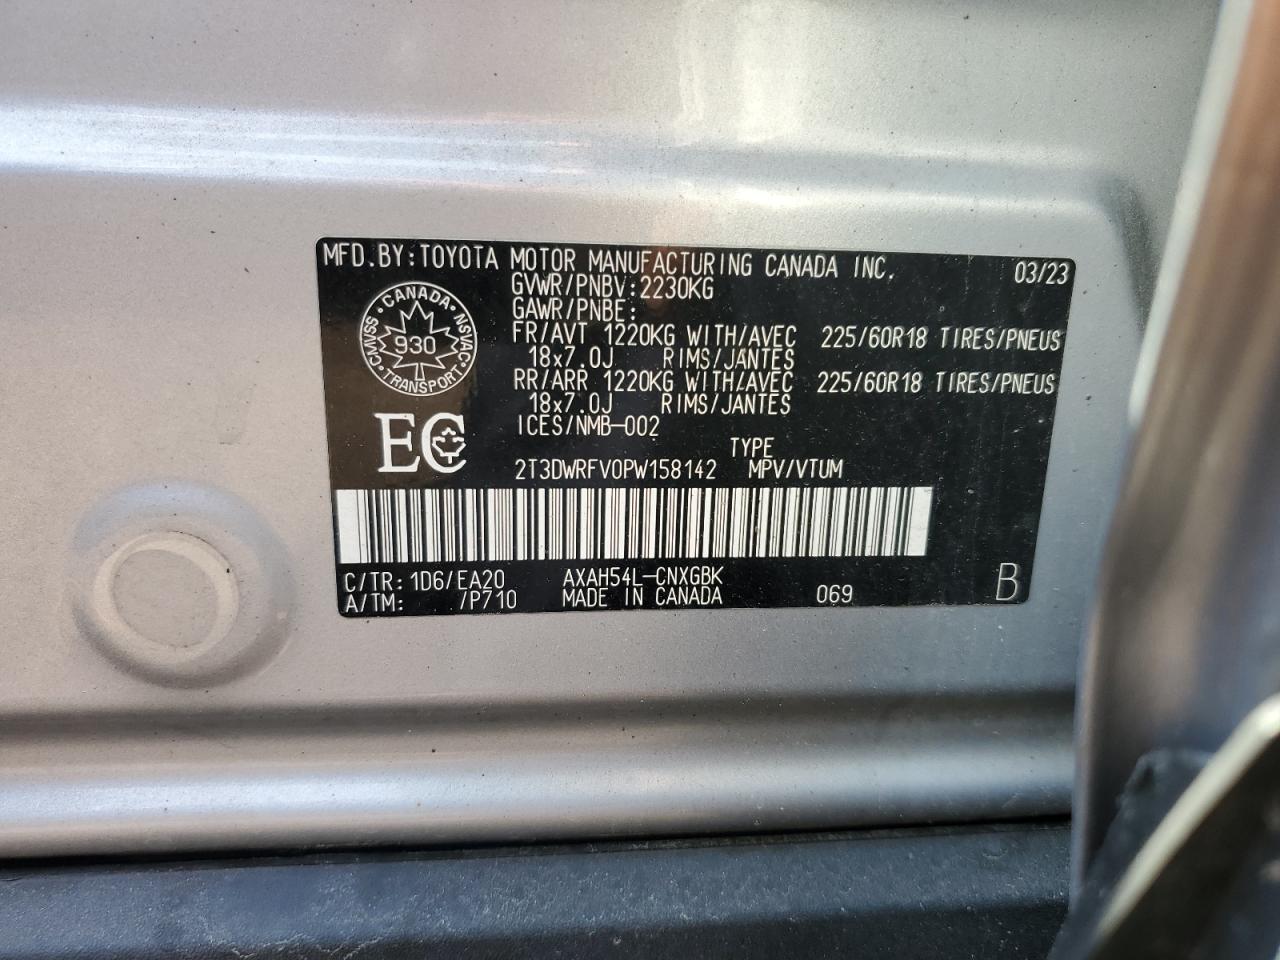 MFD.BY:TOYOTA MOTOR MANUFACTURING CANADA INC. 03/23
GVWR/PNBV:2230KG
GAWR/PNBE:
FR/AVT 1220KG WITH/AVEC 225/60R18 TIRES/PNEUS
18x7.0J RIMS/JANTES
RR/ARR 1220KG WITH/AVEC 225/60R18 TIRES/PNEUS
18x7.0J RIMS/JANTES
ICES/NMB-002
CANADA
CMVSS NSVAC
930
TRANSPORT
EC
TYPE
2T3DWRFV0PW158142 MPV/VTUM
C/TR: 1D6/EA20 AXAH54L-CNXGBK
A/TM: /P710 MADE IN CANADA 069 B